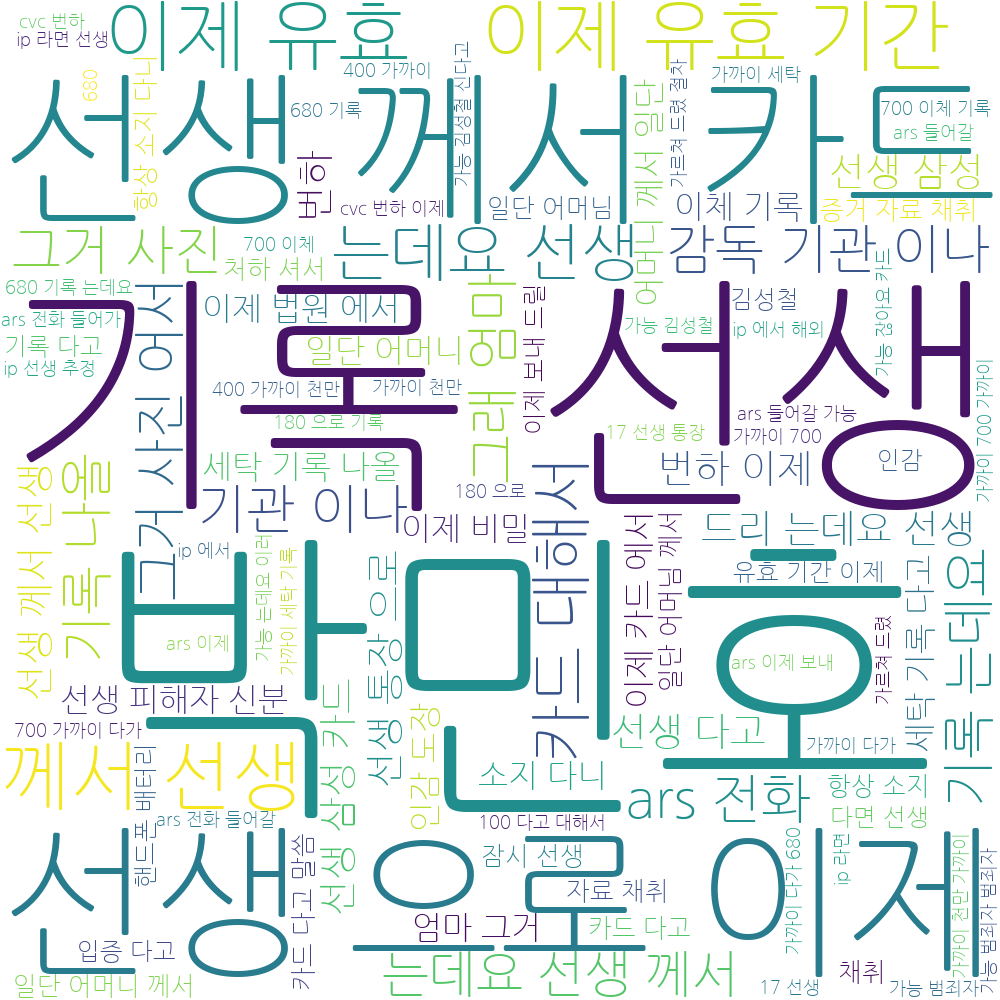 cvc 번하
ip 라면 선생
이제 유효
이제 유효 기간
680
항상 소지 다니
400 가까이
680 기록
가능 김성철 신다고
가르쳐 드렸 절차
가까이 세탁
700 이체 기록
ars 들어갈
선생 께서 카드
번하
cvc 번하 이제
일단 어머님
어머니 께서 일단
이체 기록
선생 삼성
증거 자료 채취
그거 사진
700 이체
처하 셔서
는데요 선생
감독 기관 이나
680 기록 는데요
ars 전화 들어가
기록 다고
ip 선생 추정
그거 사진 어서
이제 법원 에서
일단 어머니
그래 엄마
이제 보내 드릴
김성철
가능 김성철
ip 에서 해외
가능 잖아요 카드
기록 선생
400 가까이 천만
가까이 천만
180 으로 기록
17 선생 통장
ars 들어갈 가능
가까이 700
가까이 700 가까이
세탁 기록 나올
번하 이제
인감
선생 께서 선생
기록 나올
기관 이나
180 으로
이제 비밀
카드 대해서
드리 는데요 선생
ip 에서
가능 는데요 이러
가까이 세탁 기록
선생 통장 으로
이제 카드 에서
일단 어머님 께서
유효 기간 이제
세탁 기록 다고
기록 는데요
박민호
ars 이제
ars 이제 보내
가르쳐 드렸
선생 피해자 신분
700 가까이 다가
선생 삼성 카드
인감 도장
선생 다고
가까이 다가
께서 선생
핸드폰 배터리
소지 다니
ars 전화
항상 소지
다면 선생
ars 전화 들어갈
100 다고 대해서
선생 으로 이제
카드 다고 말씀
잠시 선생
자료 채취
가까이 다가 680
ip 라면
가까이 천만 가까이
가능 범죄자 범죄자
입증 다고
엄마 그거
카드 다고
일단 어머니 께서
는데요 선생 께서
17 선생
채취
가능 범죄자